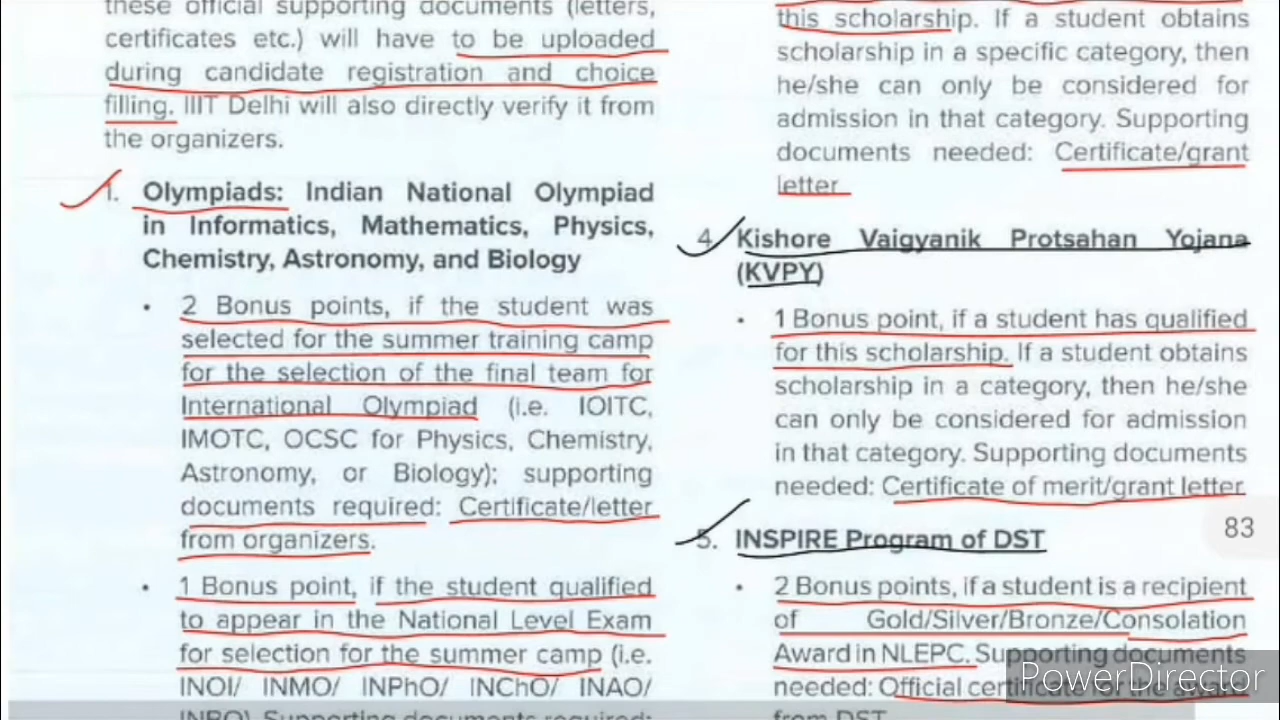 these official supporting documents (letters,
certificates etc.) will have to be uploaded
during candidate registration and choice
filling. IIIT Delhi will also directly verify it from
the organizers.
1. Olympiads: Indian National Olympiad
in Informatics, Mathematics, Physics,
Chemistry, Astronomy, and Biology
• 2 Bonus points, if the student was
selected for the summer training camp
for the selection of the final team for
International Olympiad (i.e. IOITC,
IMOTC, OCSC for Physics, Chemistry,
Astronomy, or Biology); supporting
documents required: Certificate/letter
from organizers.
• 1 Bonus point, if the student qualified
to appear in the National Level Exam
for selection for the summer camp (i.e.
INOI/ INMO/ INPhO/ INChO/ INAO/
INBO). Supporting documents required:
this scholarship. If a student obtains
scholarship in a specific category, then
he/she can only be considered for
admission in that category. Supporting
documents needed: Certificate/grant
letter
4. Kishore Vaigyanik Protsahan Yojana
(KVPY)
• 1 Bonus point, if a student has qualified
for this scholarship. If a student obtains
scholarship in a category, then he/she
can only be considered for admission
in that category. Supporting documents
needed: Certificate of merit/grant letter
5. INSPIRE Program of DST
• 2 Bonus points, if a student is a recipient
of Gold/Silver/Bronze/Consolation
Award in NLEPC. Supporting documents
needed: Official certificate for the award
from DST
83
PowerDirector